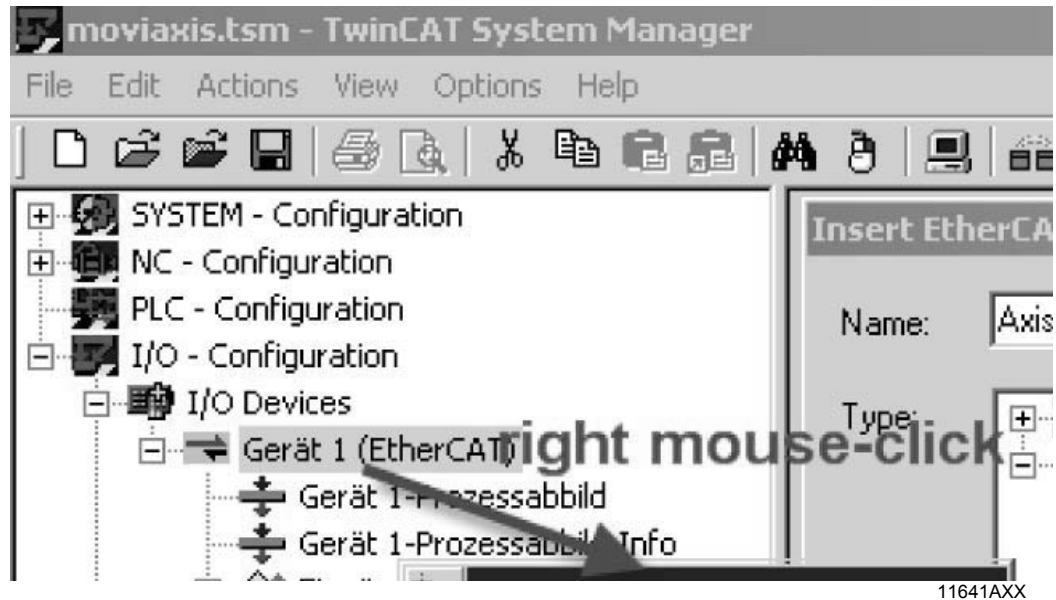 moviaxis.tsm - TwinCAT System Manager
File Edit Actions View Options Help
SYSTEM - Configuration
NC - Configuration
PLC - Configuration
I/O - Configuration
I/O Devices
Gerät 1 (EtherCAT)
right mouse-click
Gerät 1-Prozessabbild
Gerät 1-Prozessabbild-Info
Insert EtherCA
Name: Axis
Type:
11641AXX